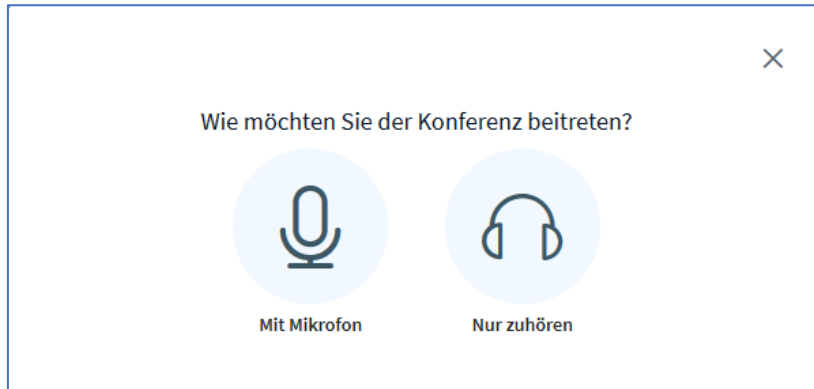 Wie möchten Sie der Konferenz beitreten?
Mit Mikrofon
Nur zuhören